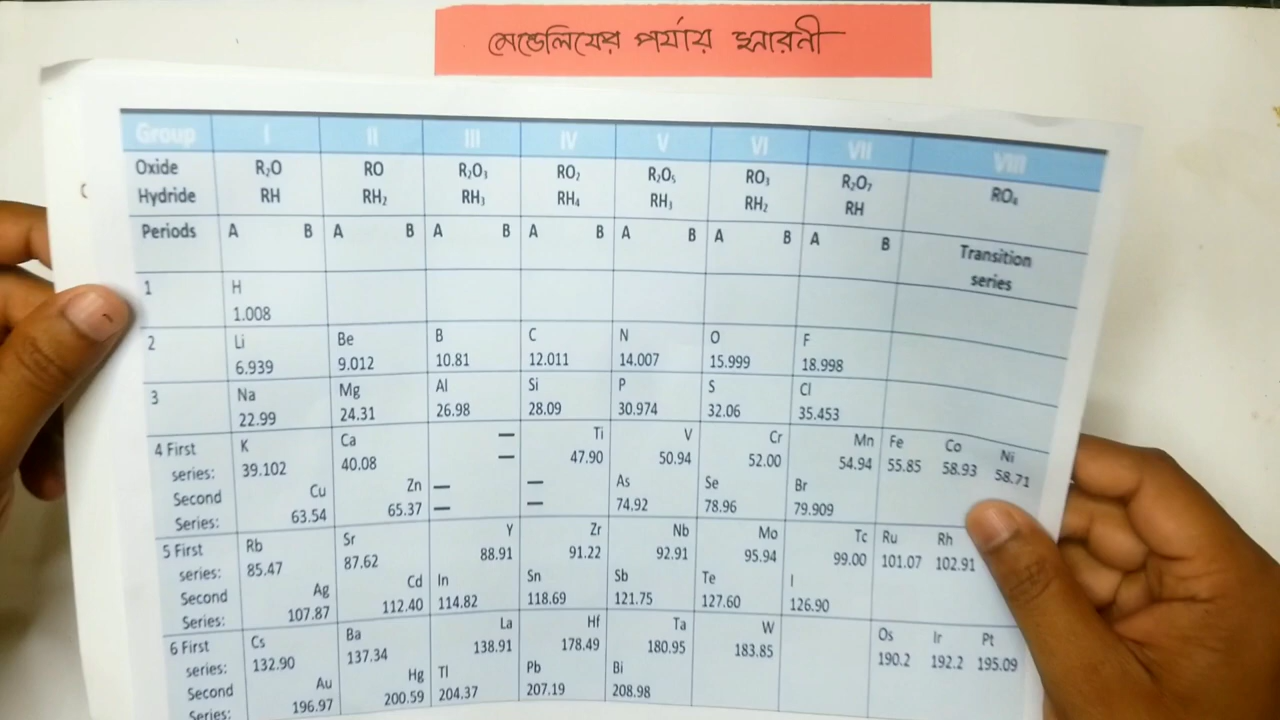 মেন্ডেলিফের পর্যায় সারনী
Group I II III IV V VI VII VIII
Oxide R₂O RO R₂O₃ RO₂ R₂O₅ RO₃ R₂O₇ RO₄
Hydride RH RH₂ RH₃ RH₄ RH₃ RH₂ RH
Periods A B A B A B A B A B A B A B Transition
series
1 H
1.008
2 Li Be B C N O F
6.939 9.012 10.81 12.011 14.007 15.999 18.998
3 Na Mg Al Si P S Cl
22.99 24.31 26.98 28.09 30.974 32.06 35.453
4 First K Ca — Ti V Cr Mn Fe Co Ni
series: 39.102 40.08 — 47.90 50.94 52.00 54.94 55.85 58.93 58.71
Second Cu Zn — — As Se Br
Series: 63.54 65.37 — — 74.92 78.96 79.909
5 First Rb Sr Y Zr Nb Mo Tc Ru Rh
series: 85.47 87.62 88.91 91.22 92.91 95.94 99.00 101.07 102.91
Second Ag Cd In Sn Sb Te I
Series: 107.87 112.40 114.82 118.69 121.75 127.60 126.90
6 First Cs Ba La Hf Ta W Os Ir Pt
series: 132.90 137.34 138.91 178.49 180.95 183.85 190.2 192.2 195.09
Second Au Hg Tl Pb Bi
Series: 196.97 200.59 204.37 207.19 208.98